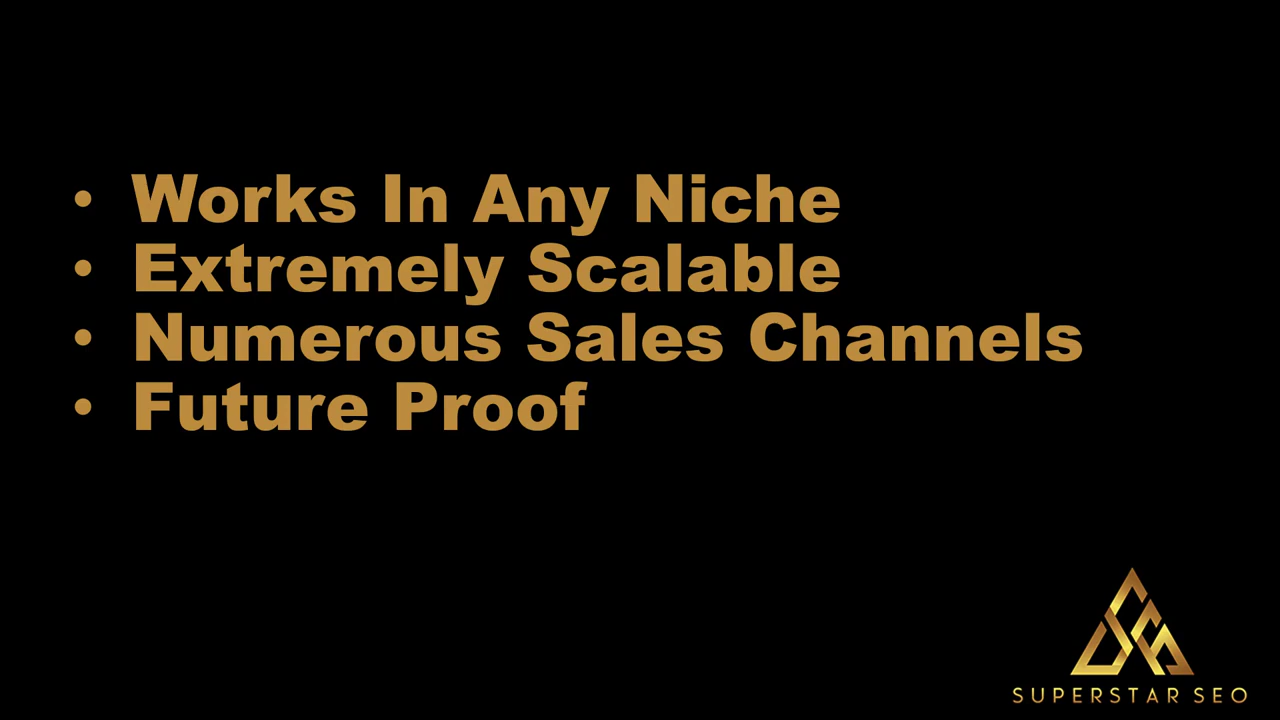 • Works In Any Niche
• Extremely Scalable
• Numerous Sales Channels
• Future Proof
SUPERSTAR SEO